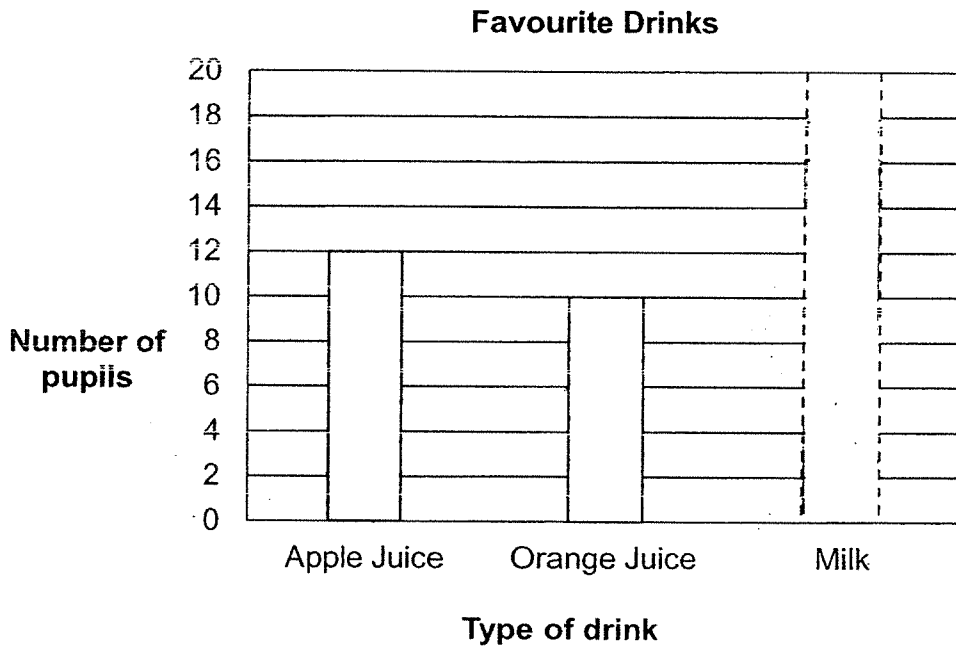 Favourite Drinks
20
18
16
14
12
10
8
6
4
2
0
Number of
pupils
Apple Juice
Orange Juice
Milk
Type of drink